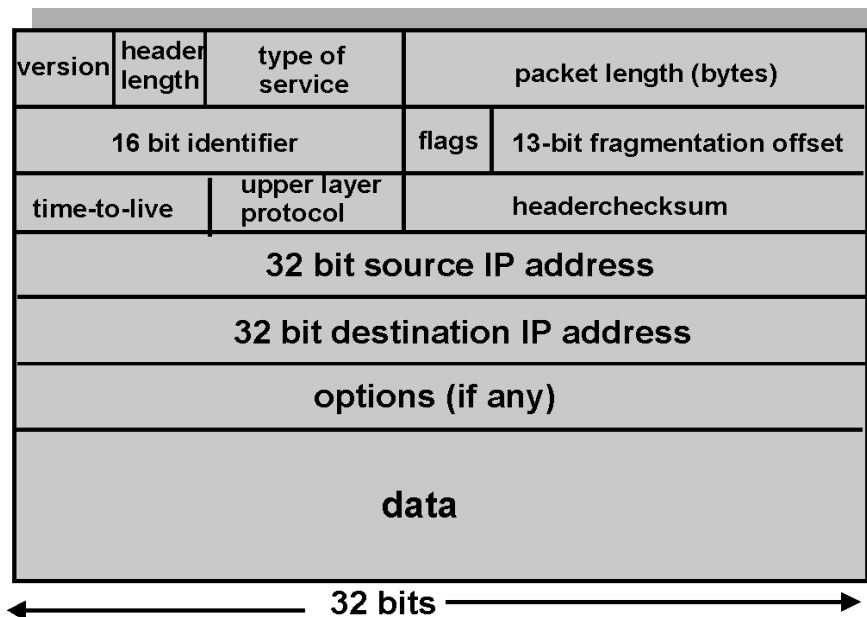 version
header
length
type of
service
packet length (bytes)
16 bit identifier
flags
13-bit fragmentation offset
time-to-live
upper layer
protocol
headerchecksum
32 bit source IP address
32 bit destination IP address
options (if any)
data
32 bits